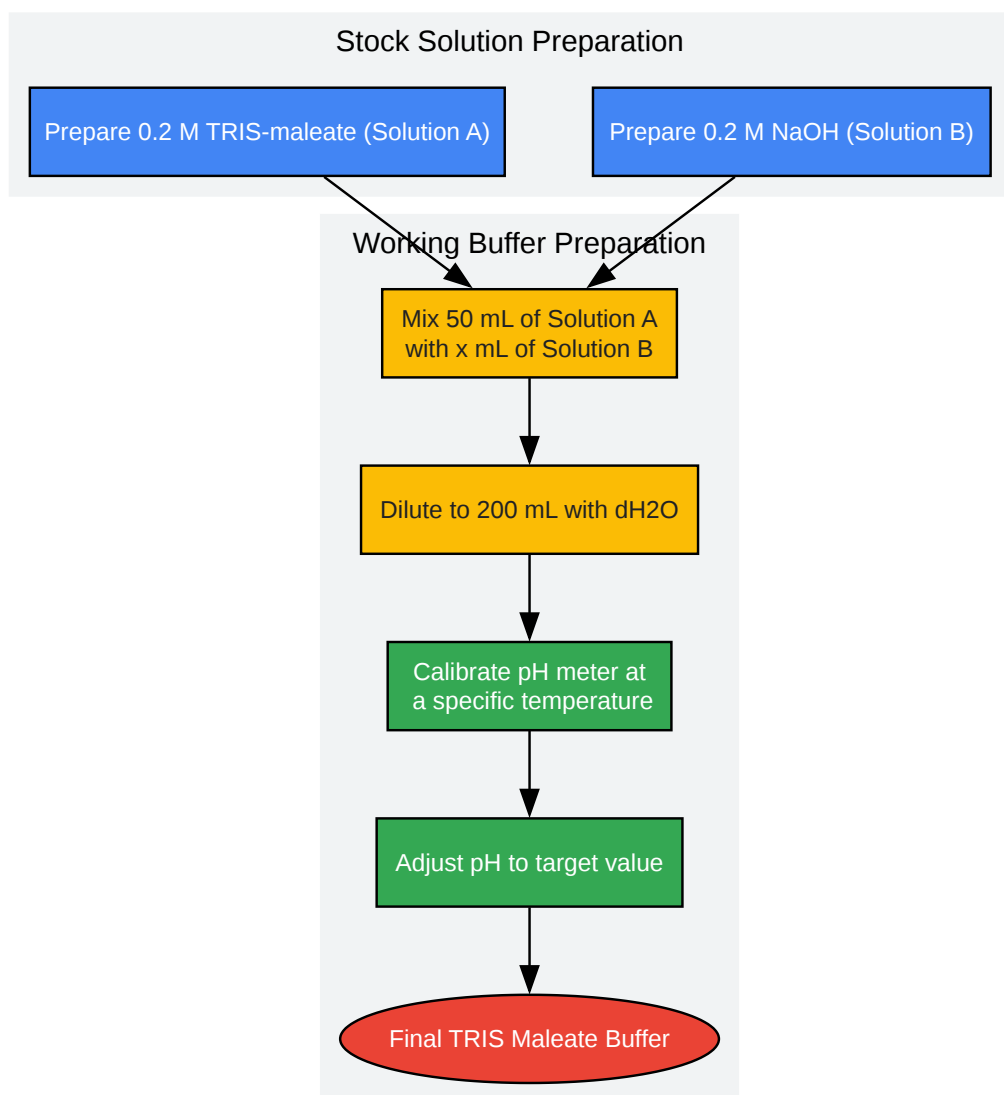 Stock Solution Preparation
Prepare 0.2 M TRIS-maleate (Solution A)
Prepare 0.2 M NaOH (Solution B)
Working Buffer Preparation
Mix 50 mL of Solution A
with x mL of Solution B
Dilute to 200 mL with dH2O
Calibrate pH meter at
a specific temperature
Adjust pH to target value
Final TRIS Maleate Buffer